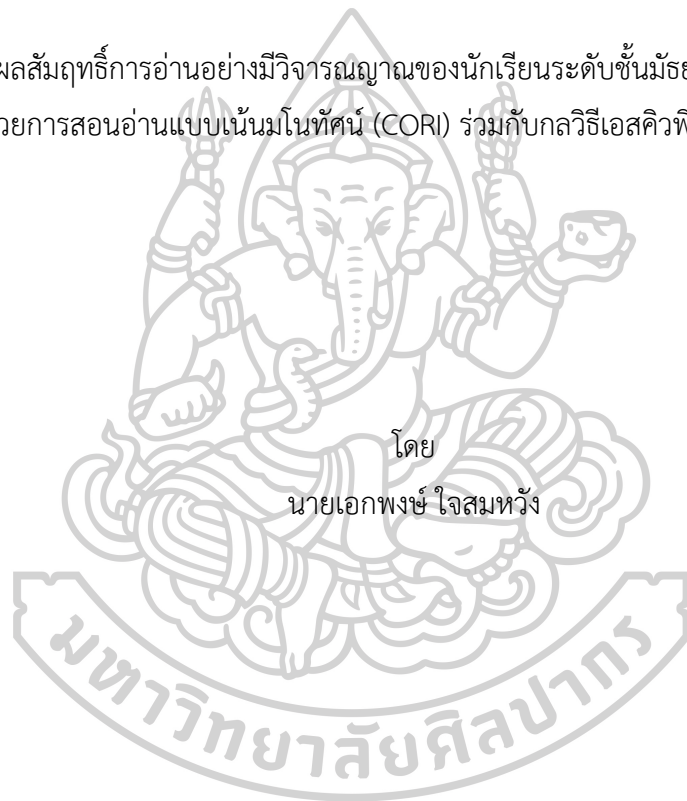 ผลสัมฤทธิ์การอ่านอย่างมีวิจารณญาณของนักเรียนระดับชั้นมัธย
วยการสอนอ่านแบบเน้นมโนทัศน์ (CORI) ร่วมกับกลวิธีเอสคิวพี
โดย
นายเอกพงษ์ ใจสมหวัง
มหาวิทยาลัยศิลปากร